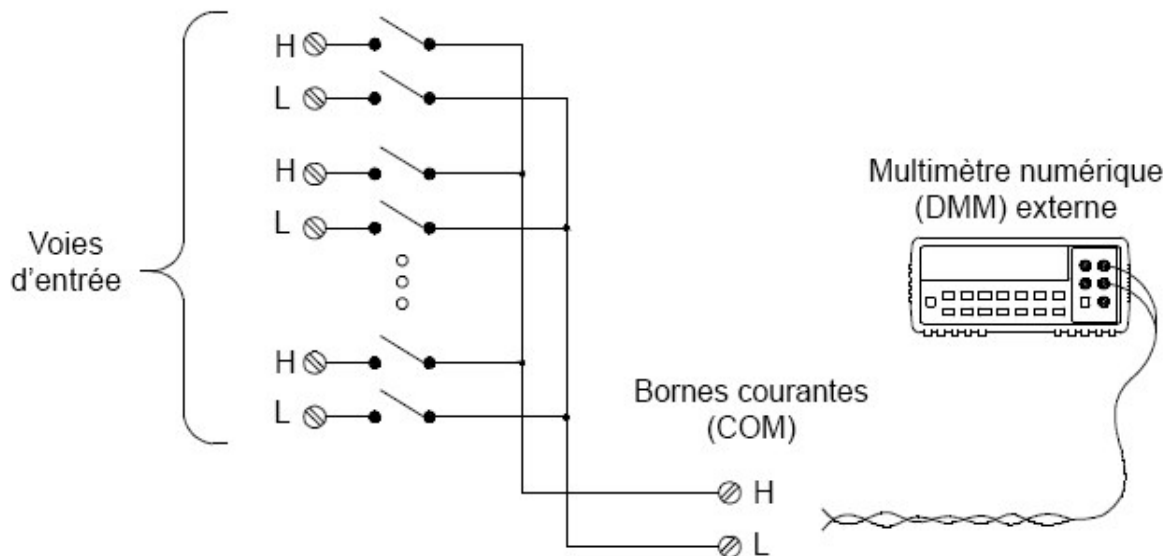 H
L
H
L
Voies
d'entrée
H
L
Multimètre numérique
(DMM) externe
Bornes courantes
(COM)
H
L